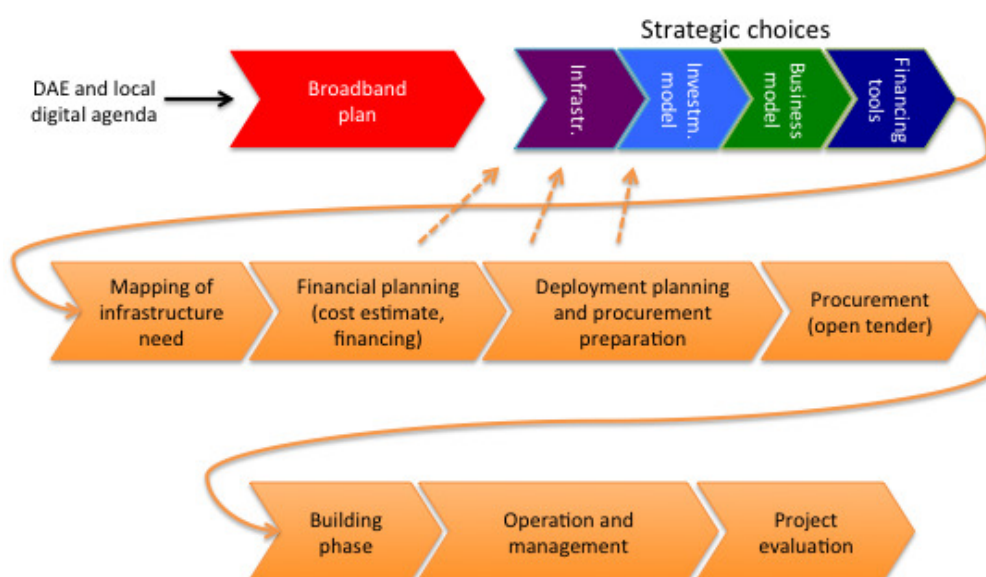 Strategic choices
DAE and local
digital agenda
Broadband
plan
Infrastr.
Investm.
model
Business
model
Financing
tools
Mapping of
infrastructure
need
Financial planning
(cost estimate,
financing)
Deployment planning
and procurement
preparation
Procurement
(open tender)
Building
phase
Operation and
management
Project
evaluation